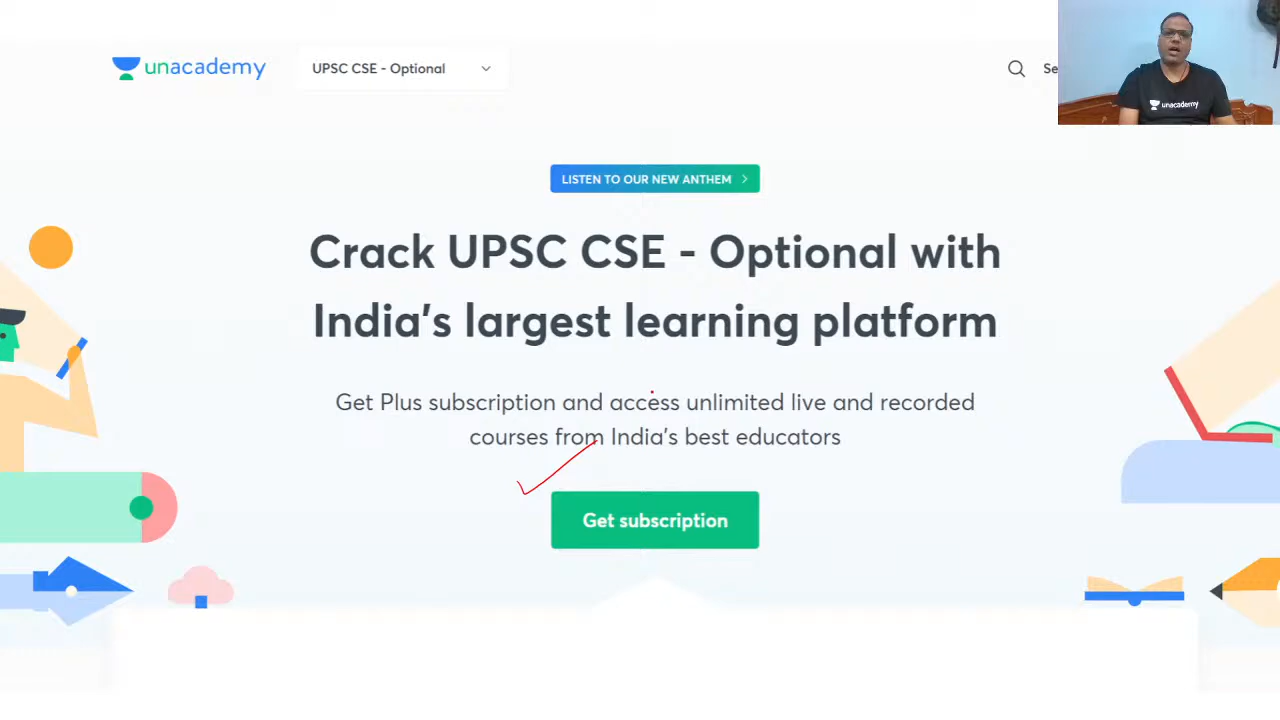 unacademy
UPSC CSE - Optional
Se
unacademy
LISTEN TO OUR NEW ANTHEM
Crack UPSC CSE - Optional with
India's largest learning platform
Get Plus subscription and access unlimited live and recorded
courses from India's best educators
Get subscription